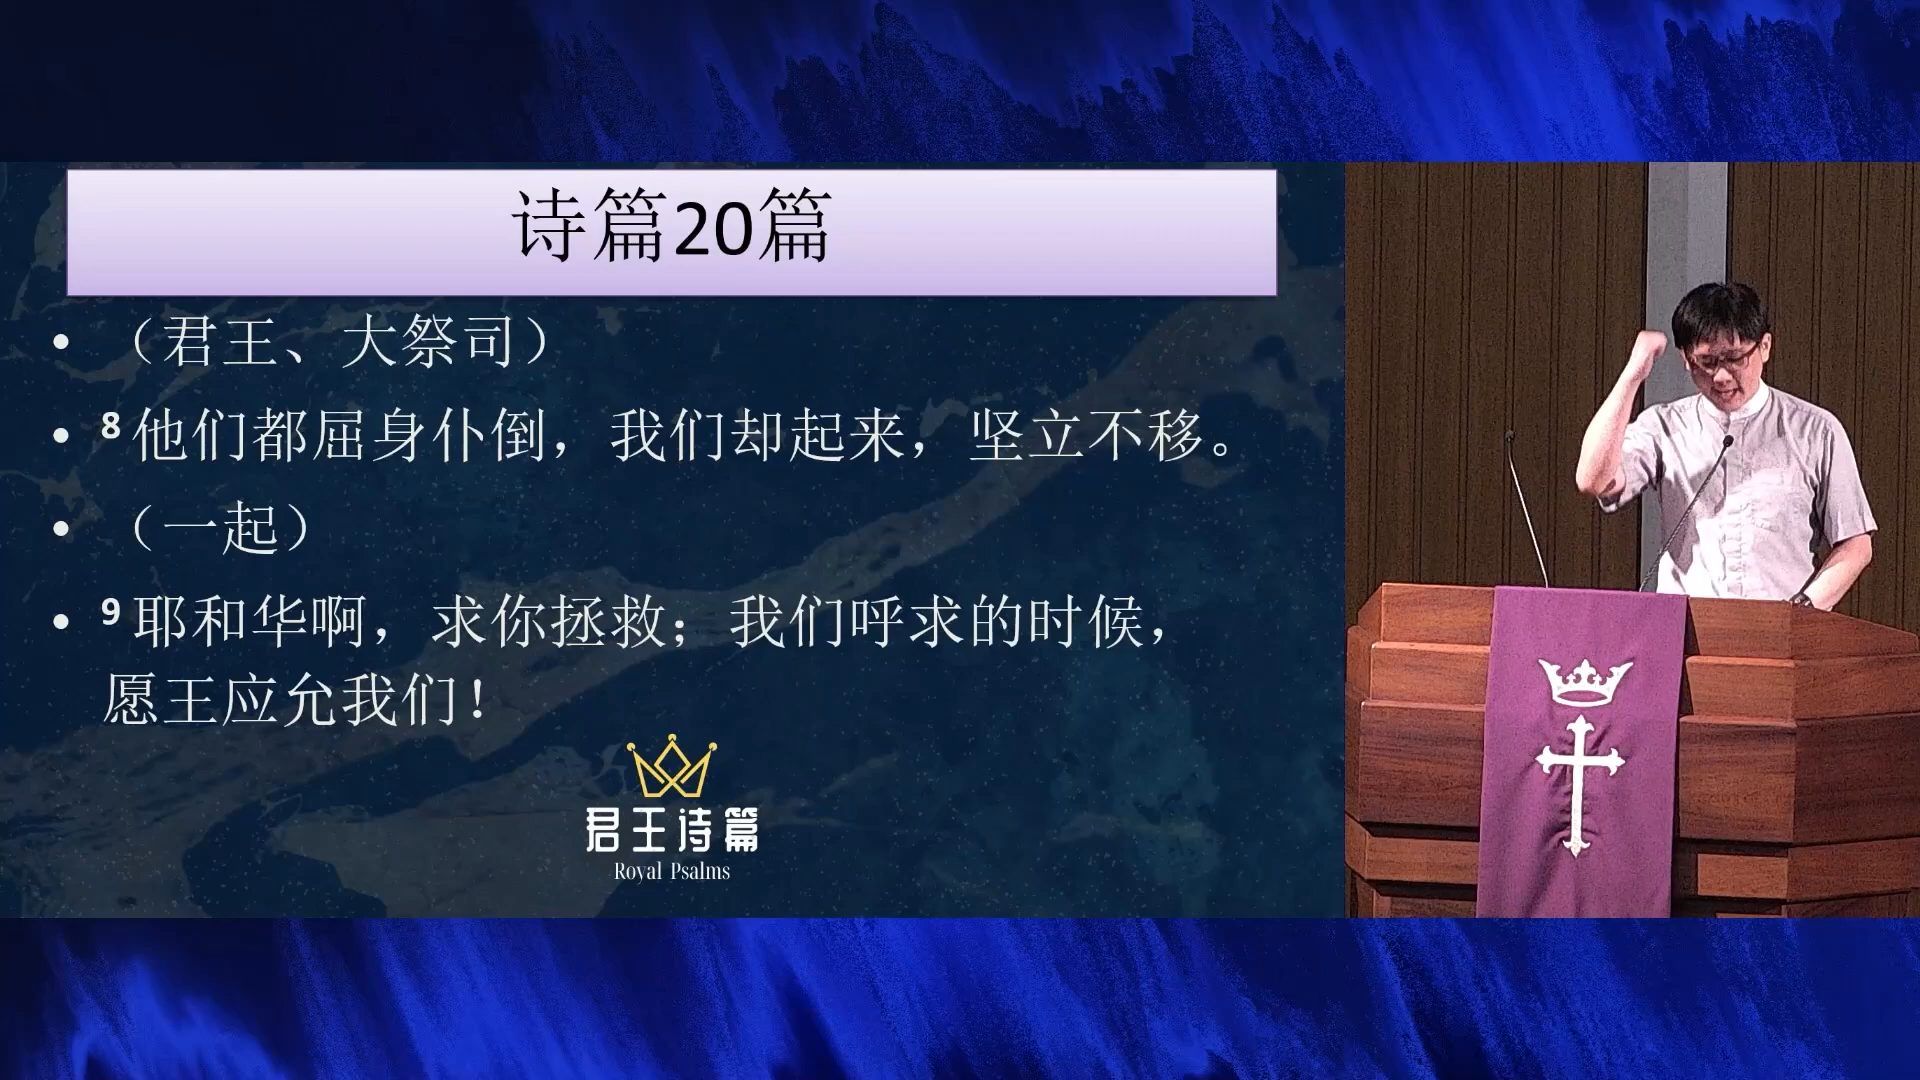 诗篇20篇
• （君王、大祭司）
• 8 他们都屈身仆倒，我们却起来，坚立不移。
• （一起）
• 9 耶和华啊，求你拯救；我们呼求的时候，
愿王应允我们！
君王诗篇
Royal Psalms